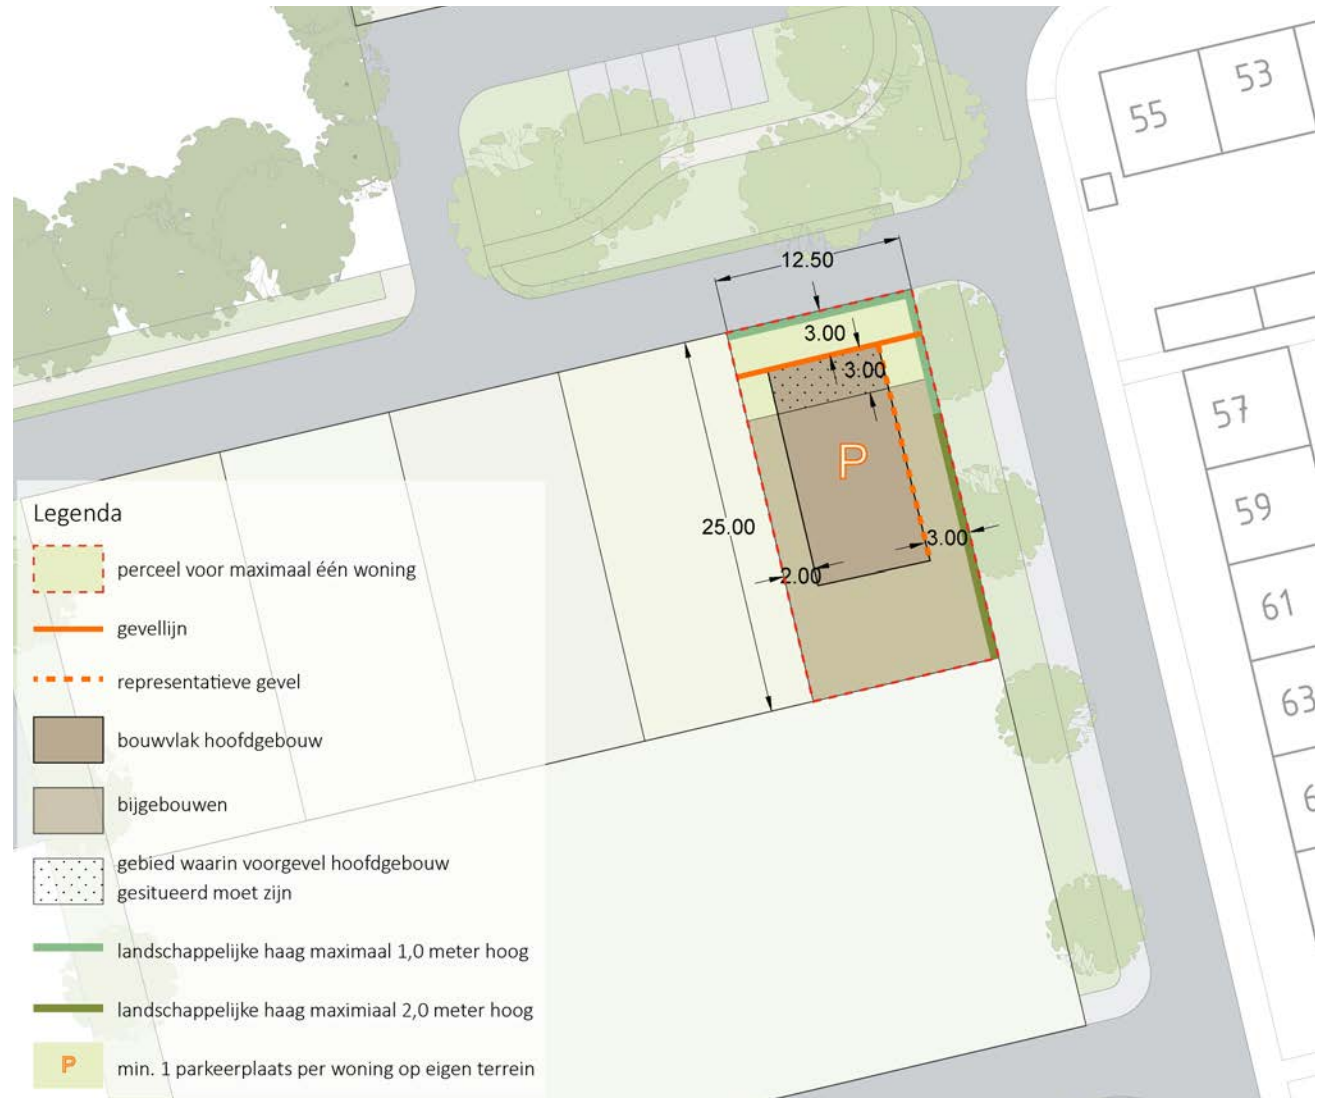 55
53
12.50
3.00
3.00
57
P
59
25.00
3.00
2.00
61
63
6
Legenda
perceel voor maximaal één woning
gevellijn
representatieve gevel
bouwvlak hoofdgebouw
bijgebouwen
gebied waarin voorgevel hoofdgebouw
gesitueerd moet zijn
landschappelijke haag maximaal 1,0 meter hoog
landschappelijke haag maximiaal 2,0 meter hoog
P min. 1 parkeerplaats per woning op eigen terrein